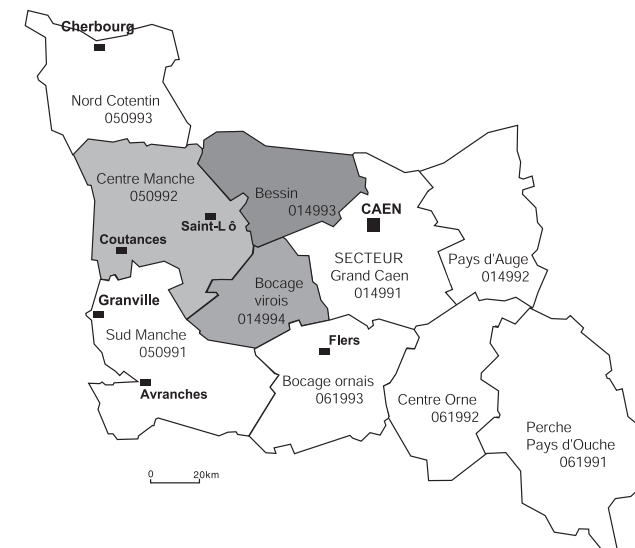 Cherbourg
Nord Cotentin
050993
Centre Manche
050992
Saint-L ô
Coutances
Bessin
014993
CAEN
SECTEUR
Grand Caen
014991
Pays d'Auge
014992
Bocage
virois
014994
Granville
Sud Manche
050991
Avranches
Flers
Bocage ornais
061993
Centre Orne
061992
Perche
Pays d'Ouche
061991
0 20km